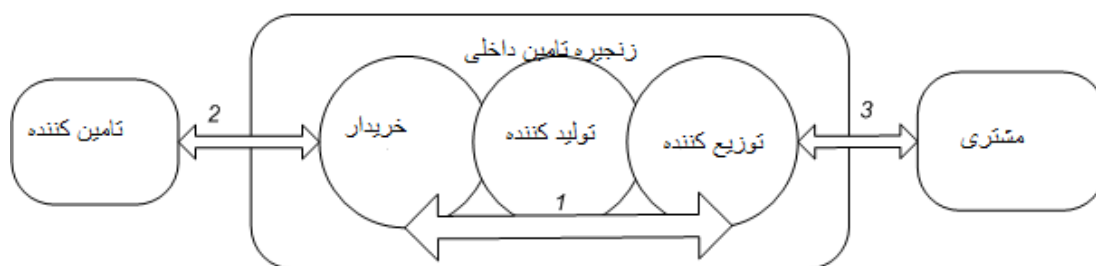 زنجیره تامین داخلی
تامین کننده
2
خریدار
تولید کننده
توزیع کننده
3
مشتری
1